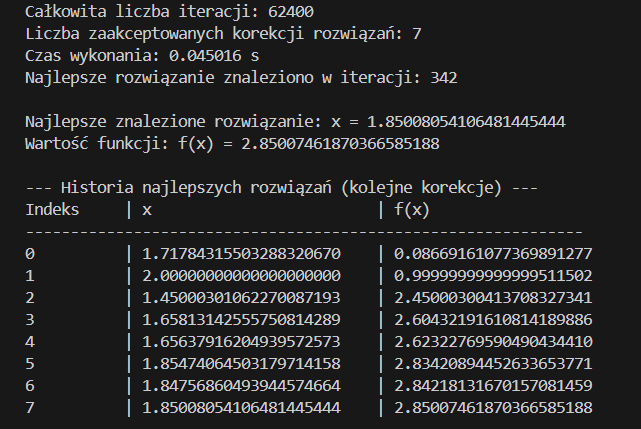 Całkowita liczba iteracji: 62400
Liczba zaakceptowanych korekcji rozwiązań: 7
Czas wykonania: 0.045016 s
Najlepsze rozwiązanie znaleziono w iteracji: 342
Najlepsze znalezione rozwiązanie: x = 1.85008054106481445444
Wartość funkcji: f(x) = 2.85007461870366585188
--- Historia najlepszych rozwiązań (kolejne korekcje) ---
Indeks | x | f(x)
--------------------------------------------------------------
0 | 1.71784315503288320670 | 0.08669161077369891277
1 | 2.00000000000000000000 | 0.99999999999999511502
2 | 1.45000301062270087193 | 2.45000300413708327341
3 | 1.65813142555750814289 | 2.60432191610814189886
4 | 1.65637916204939572573 | 2.62322769590490434410
5 | 1.85474064503179714158 | 2.83420894452633653771
6 | 1.84756860493944574664 | 2.84218131670157081459
7 | 1.85008054106481445444 | 2.85007461870366585188